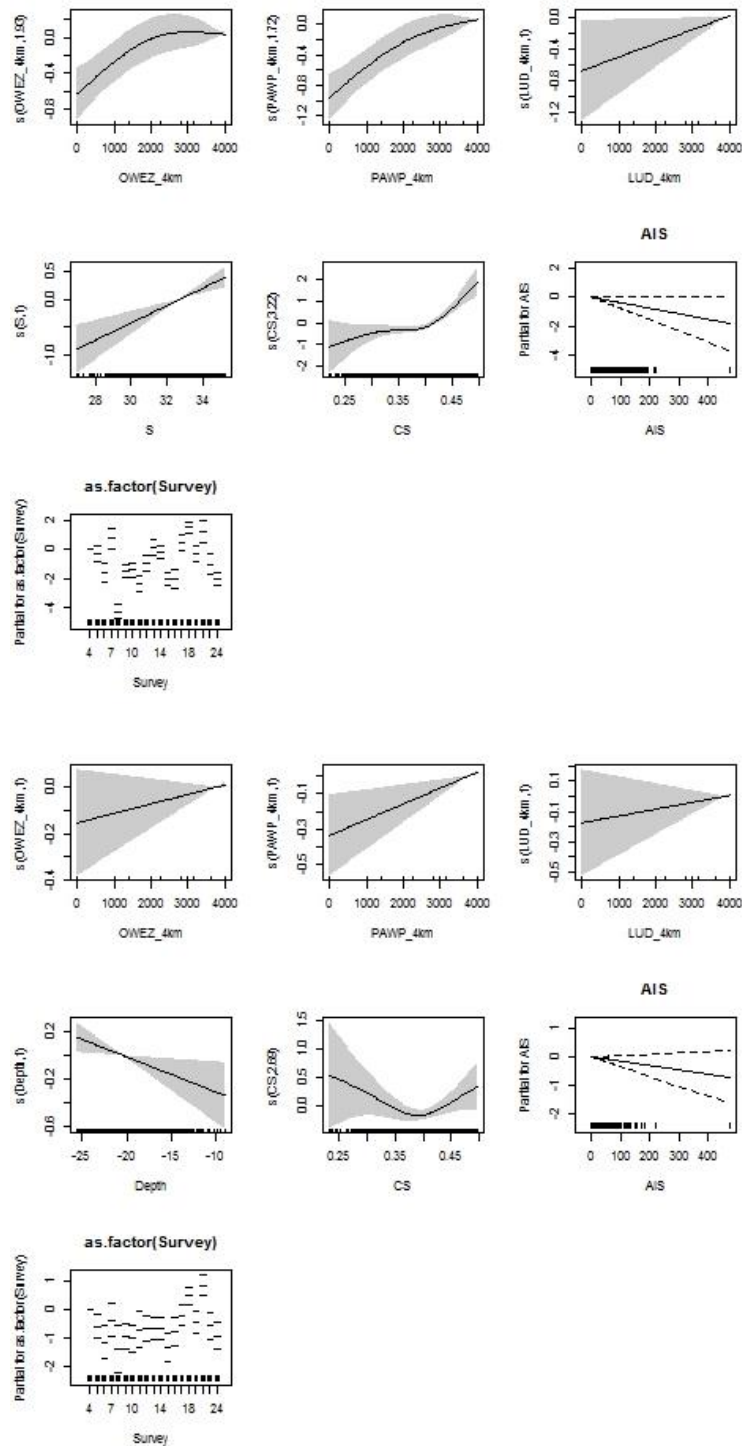 s(OWEZ_4km,1.93)
0.0
-0.4
-0.8
0 1000 2000 3000 4000
OWEZ_4km
s(PAWP_4km,1.72)
0.0
-0.4
-0.8
-1.2
0 1000 2000 3000 4000
PAWP_4km
s(LUD_4km,1)
0.0
-0.4
-0.8
-1.2
0 1000 2000 3000 4000
LUD_4km
s(S,1)
0.5
0.0
-1.0
28 30 32 34
S
s(CS,3.22)
2
1
0
-1
-2
0.25 0.35 0.45
CS
AIS
Partial for AIS
2
0
-2
-4
0 100 200 300 400
AIS
as.factor(Survey)
Partial for as.factor(Survey)
2
0
-2
-4
4 7 10 14 18 24
Survey
s(OWEZ_4km,1)
0.0
-0.2
-0.4
0 1000 2000 3000 4000
OWEZ_4km
s(PAWP_4km,1)
-0.1
-0.3
-0.5
0 1000 2000 3000 4000
PAWP_4km
s(LUD_4km,1)
0.1
-0.1
-0.3
-0.5
0 1000 2000 3000 4000
LUD_4km
s(Depth,1)
0.2
-0.2
-0.6
-25 -20 -15 -10
Depth
s(CS,2.69)
1.5
1.0
0.5
0.0
0.25 0.35 0.45
CS
AIS
Partial for AIS
1
0
-1
-2
0 100 200 300 400
AIS
as.factor(Survey)
Partial for as.factor(Survey)
1
0
-1
-2
4 7 10 14 18 24
Survey